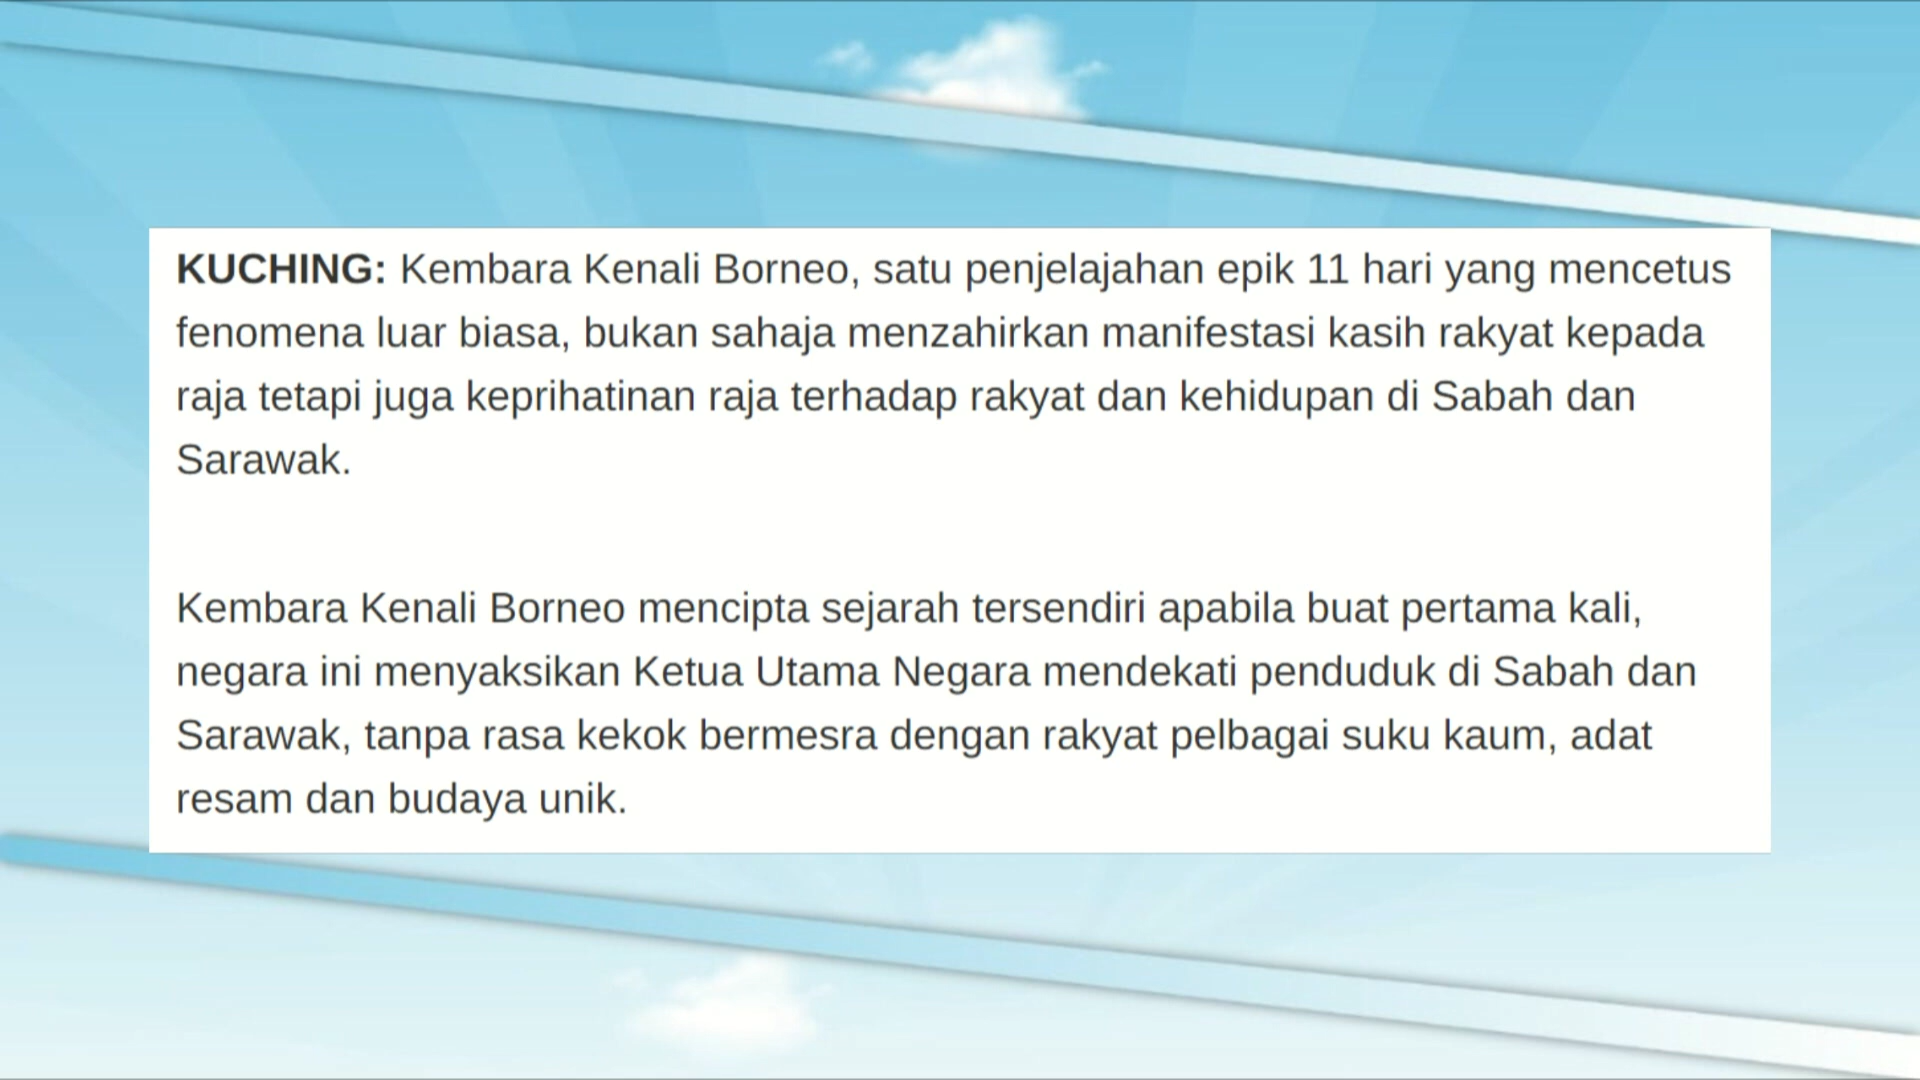 KUCHING: Kembara Kenali Borneo, satu penjelajahan epik 11 hari yang mencetus
fenomena luar biasa, bukan sahaja menzahirkan manifestasi kasih rakyat kepada
raja tetapi juga keprihatinan raja terhadap rakyat dan kehidupan di Sabah dan
Sarawak.
Kembara Kenali Borneo mencipta sejarah tersendiri apabila buat pertama kali,
negara ini menyaksikan Ketua Utama Negara mendekati penduduk di Sabah dan
Sarawak, tanpa rasa kekok bermesra dengan rakyat pelbagai suku kaum, adat
resam dan budaya unik.